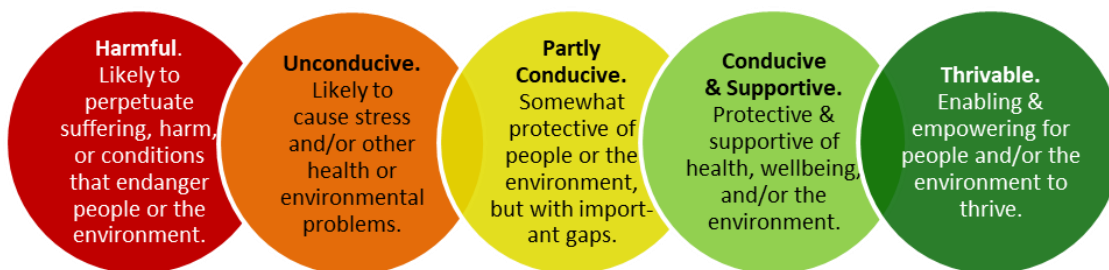 Harmful.
Likely to
perpetuate
suffering, harm,
or conditions
that endanger
people or the
environment.
Unconducive.
Likely to
cause stress
and/or other
health or
environmental
problems.
Partly
Conducive.
Somewhat
protective of
people or the
environment,
but with import-
ant gaps.
Conducive
& Supportive.
Protective &
supportive of
health, wellbeing,
and/or the
environment.
Thrivable.
Enabling &
empowering for
people and/or the
environment to
thrive.